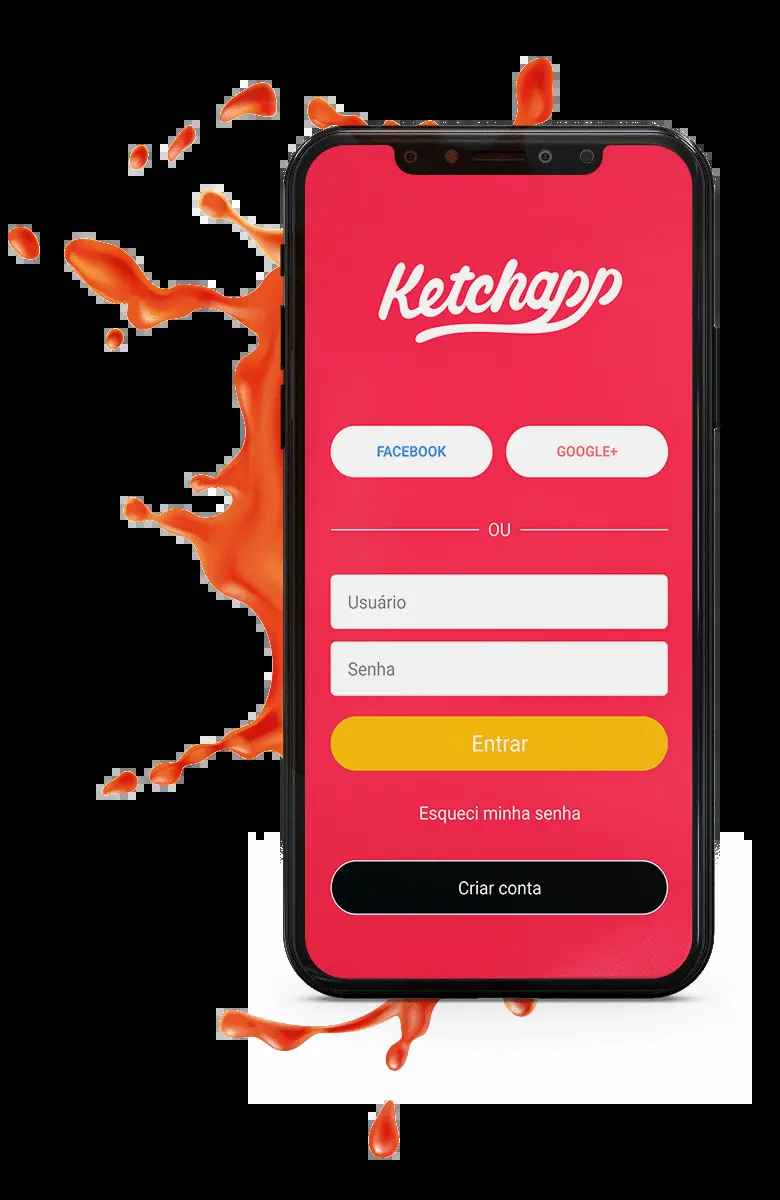 Ketchapp
FACEBOOK GOOGLE+
OU
Usuário
Senha
Entrar
Esqueci minha senha
Criar conta